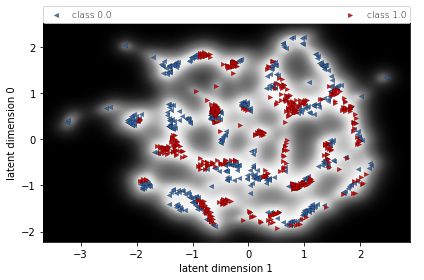 class 0.0 class 1.0
2
1
0
−1
−2
latent dimension 0
−3 −2 −1 0 1 2
latent dimension 1